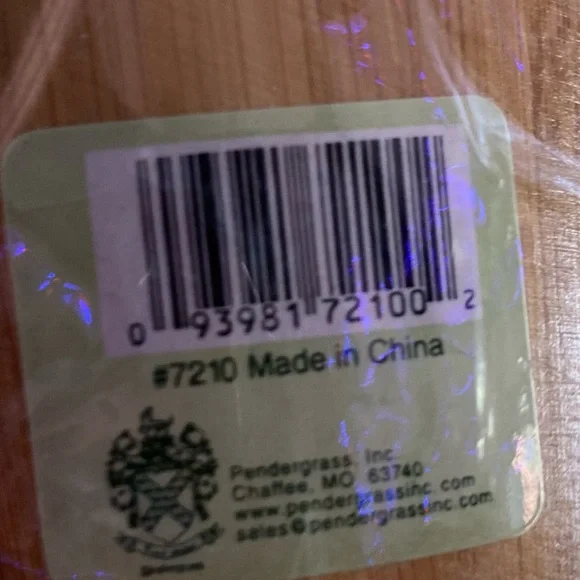 0 93981 72100 2
#7210 Made in China
Pendergrass, Inc.
Chaffee, MO 63740
www.pendergrassinc.com
sales@pendergrassinc.com